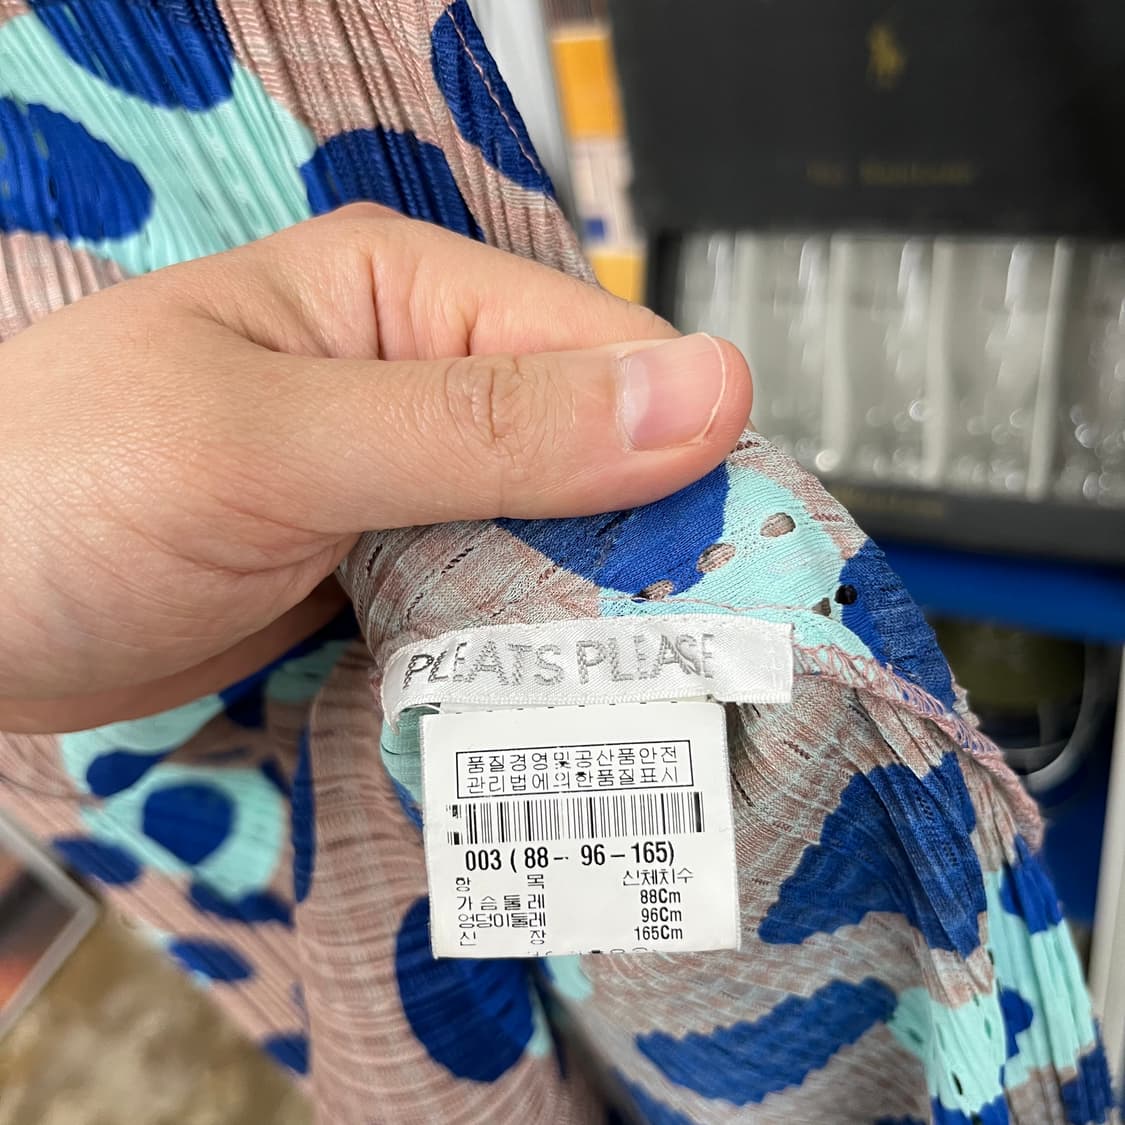 PLEATS PLEASE
품질경영및공산품안전
관리법에의한품질표시
003 ( 88 - 96 - 165)
항 목 신체치수
가슴둘레 88Cm
엉덩이둘레 96Cm
신 장 165Cm